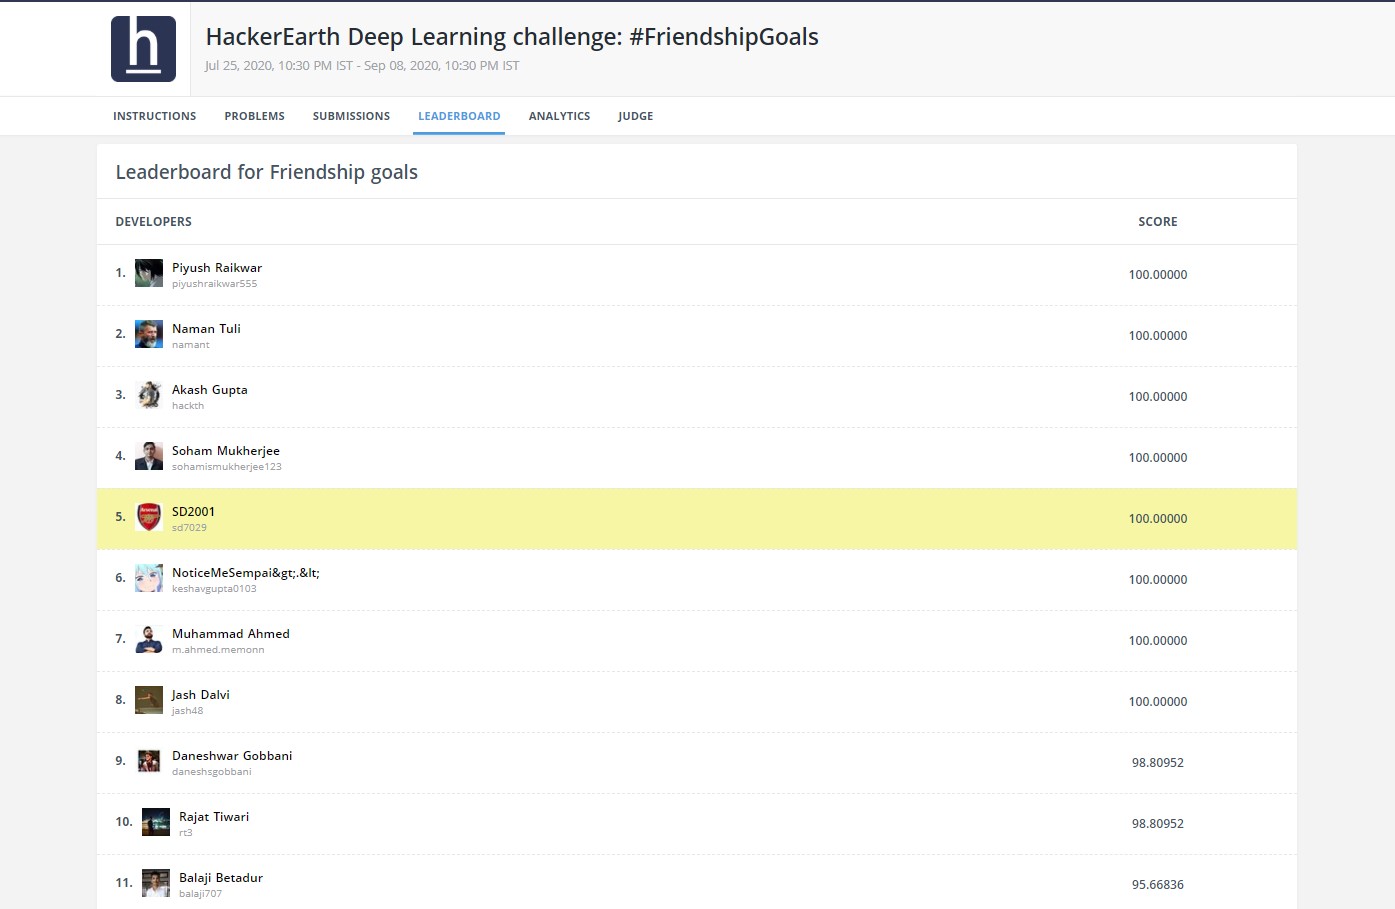 h
HackerEarth Deep Learning challenge: #FriendshipGoals
Jul 25, 2020, 10:30 PM IST - Sep 08, 2020, 10:30 PM IST
INSTRUCTIONS PROBLEMS SUBMISSIONS LEADERBOARD ANALYTICS JUDGE
Leaderboard for Friendship goals
DEVELOPERS SCORE
1. Piyush Raikwar 100.00000
piyushraikwar555
2. Naman Tuli 100.00000
namant
3. Akash Gupta 100.00000
hackth
4. Soham Mukherjee 100.00000
sohamismukherjee123
5. SD2001 100.00000
sd7029
6. NoticeMeSempai&gt;.&lt; 100.00000
keshavgupta0103
7. Muhammad Ahmed 100.00000
m.ahmed.memonn
8. Jash Dalvi 100.00000
jash48
9. Daneshwar Gobbani 98.80952
daneshsgobbani
10. Rajat Tiwari 98.80952
rt3
11. Balaji Betadur 95.66836
balaji707